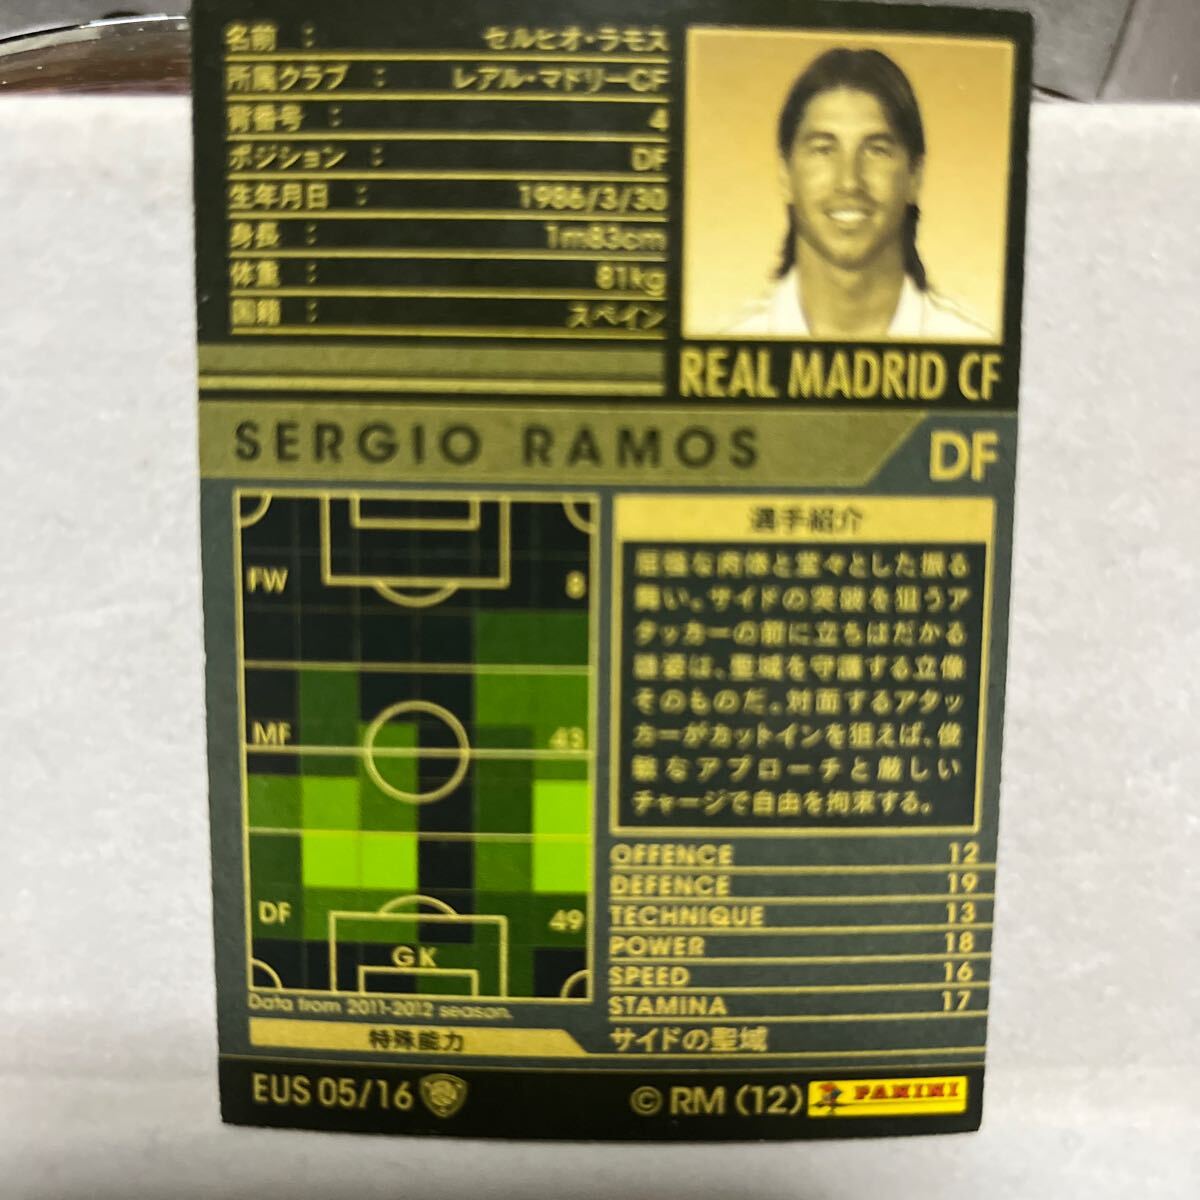 名前 : セルヒオ・ラモス
所属クラブ : レアル・マドリーCF
背番号 : 4
ポジション : DF
生年月日 : 1986/3/30
身長 : 1m83cm
体重 : 81kg
国籍 : スペイン
REAL MADRID CF
SERGIO RAMOS
DF
FW 8
MF 43
DF 49
GK
Data from 2011-2012 season.
選手紹介
屈強な肉体と堂々とした振る
舞い。サイドの突破を狙うア
タッカーの前に立ちはだかる
雄姿は、聖域を守護する立像
そのものだ。対面するアタッ
カーがカットインを狙えば、俊
敏なアプローチと厳しい
チャージで自由を拘束する。
OFFENCE 12
DEFENCE 19
TECHNIQUE 13
POWER 18
SPEED 16
STAMINA 17
特殊能力
サイドの聖域
EUS 05/16
© RM (12)
PANINI